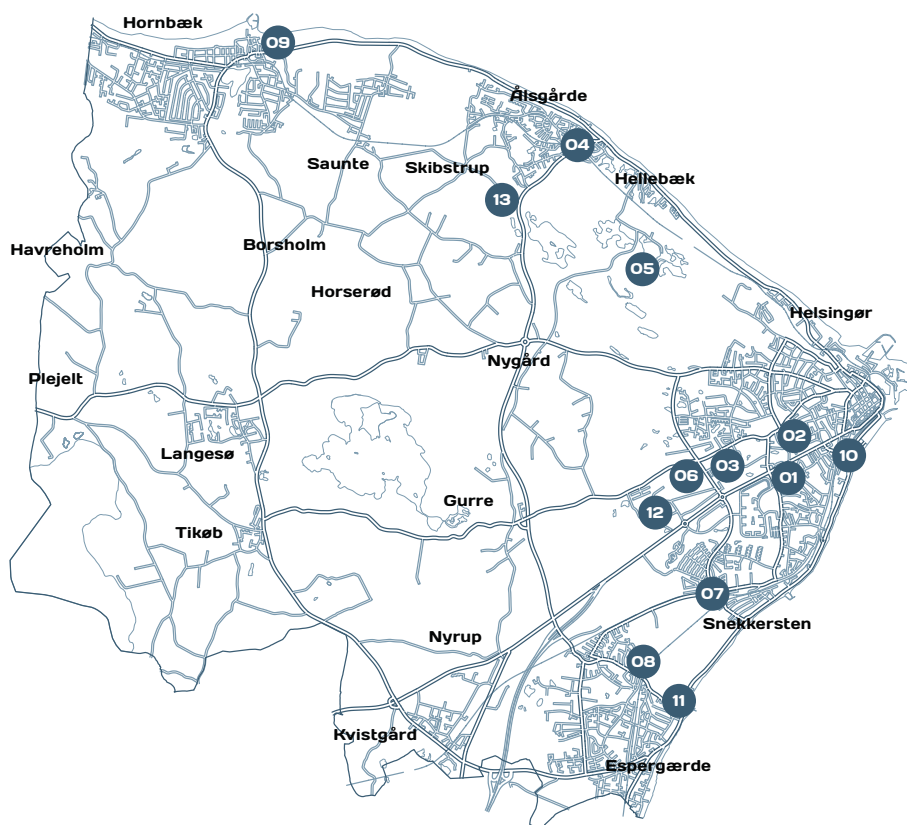 Hornbæk
09
Ålsgårde
04
Saunte
Skibstrup
Hellebæk
13
Havreholm
Borsholm
05
Horserød
Helsingør
Nygård
Plejelt
02
Langesø
10
03
06
01
Gurre
12
Tikøb
07
Snekkersten
Nyrup
08
11
Kvistgård
Espergærde